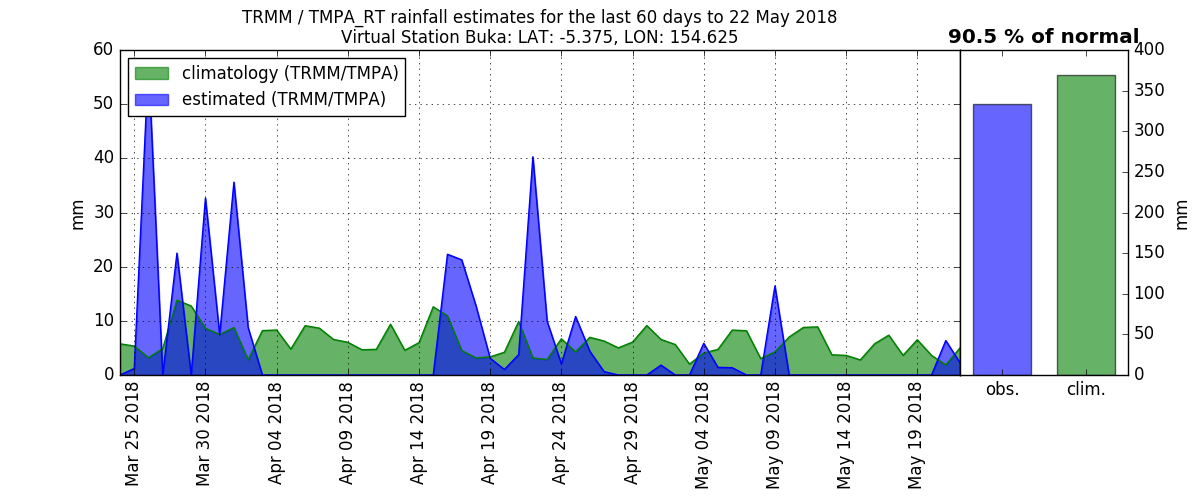 TRMM / TMPA_RT rainfall estimates for the last 60 days to 22 May 2018
Virtual Station Buka: LAT: -5.375, LON: 154.625
90.5 % of normal
climatology (TRMM/TMPA)
estimated (TRMM/TMPA)
60
50
40
30
20
10
0
mm
Mar 25 2018
Mar 30 2018
Apr 04 2018
Apr 09 2018
Apr 14 2018
Apr 19 2018
Apr 24 2018
Apr 29 2018
May 04 2018
May 09 2018
May 14 2018
May 19 2018
obs.
clim.
400
350
300
250
200
150
100
50
0
mm